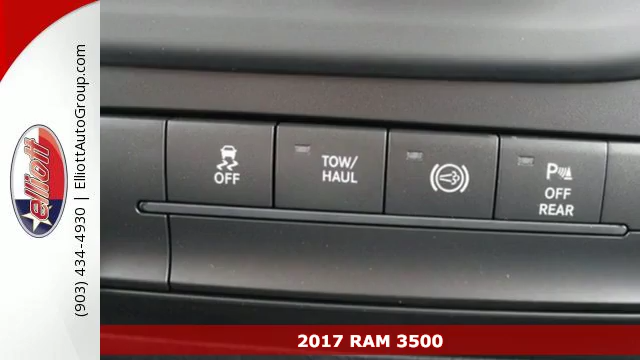 (903) 434-4930 | ElliottAutoGroup.com
elliott
OFF
TOW/
HAUL
P
OFF
REAR
2017 RAM 3500